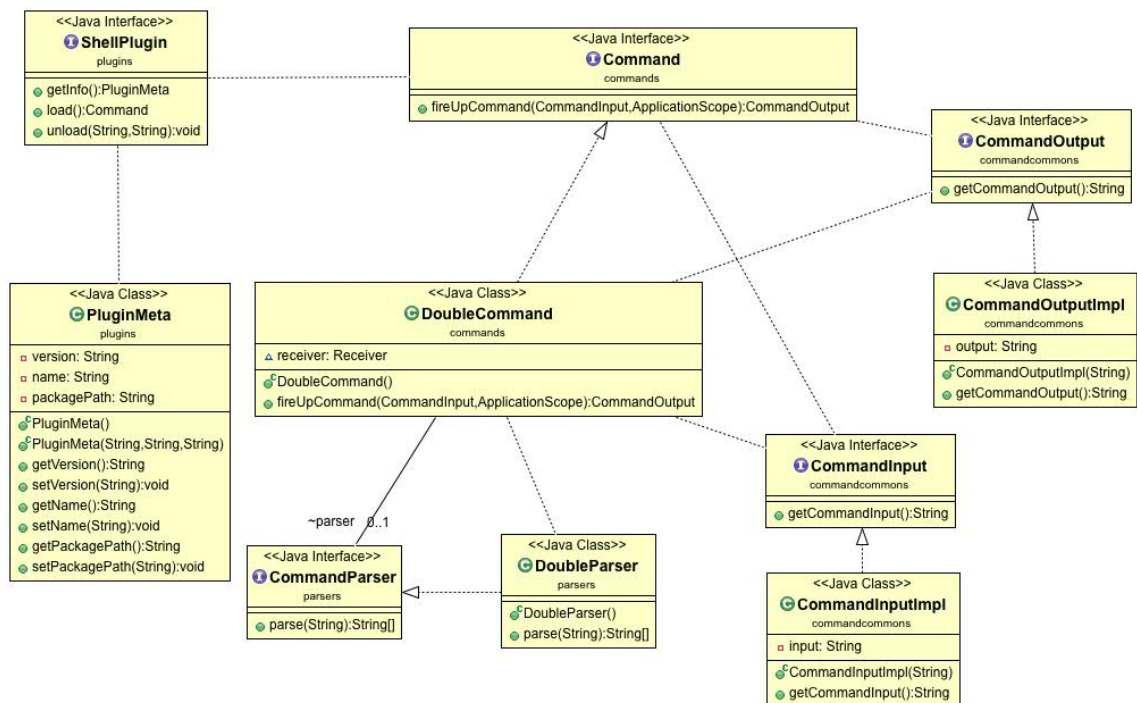 <<Java Interface>>
ShellPlugin
plugins
getInfo():PluginMeta
load():Command
unload(String,String):void
<<Java Interface>>
Command
commands
fireUpCommand(CommandInput,ApplicationScope):CommandOutput
<<Java Interface>>
CommandOutput
commandcommons
getCommandOutput():String
<<Java Class>>
PluginMeta
plugins
version: String
name: String
packagePath: String
PluginMeta()
PluginMeta(String,String,String)
getVersion():String
setVersion(String):void
getName():String
setName(String):void
getPackagePath():String
setPackagePath(String):void
<<Java Class>>
DoubleCommand
commands
receiver: Receiver
DoubleCommand()
fireUpCommand(CommandInput,ApplicationScope):CommandOutput
<<Java Class>>
CommandOutputImpl
commandcommons
output: String
CommandOutputImpl(String)
getCommandOutput():String
~parser 0..1
<<Java Interface>>
CommandParser
parsers
parse(String):String[]
<<Java Class>>
DoubleParser
parsers
DoubleParser()
parse(String):String[]
<<Java Interface>>
CommandInput
commandcommons
getCommandInput():String
<<Java Class>>
CommandInputImpl
commandcommons
input: String
CommandInputImpl(String)
getCommandInput():String